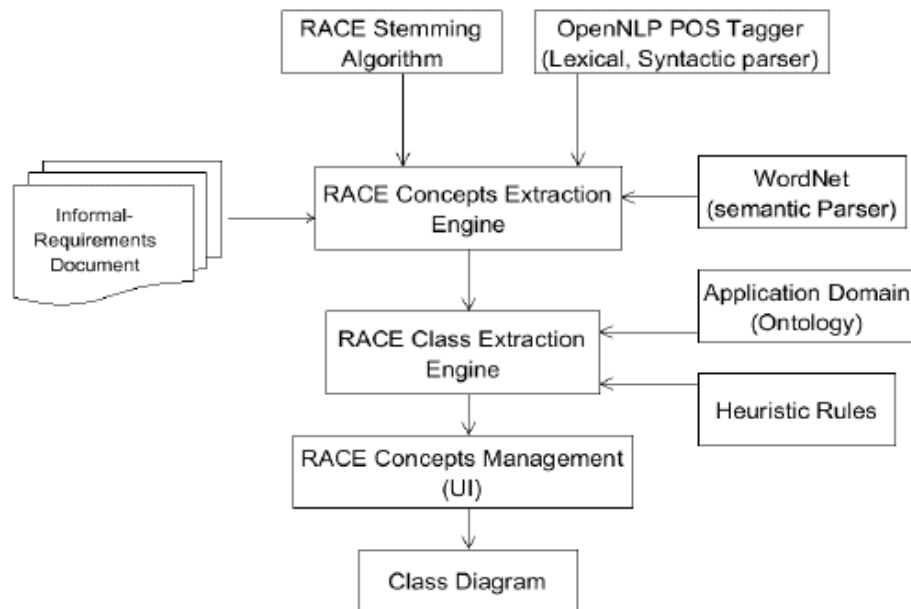 RACE Stemming
Algorithm
OpenNLP POS Tagger
(Lexical, Syntactic parser)
Informal-
Requirements
Document
RACE Concepts Extraction
Engine
WordNet
(semantic Parser)
RACE Class Extraction
Engine
Application Domain
(Ontology)
Heuristic Rules
RACE Concepts Management
(UI)
Class Diagram